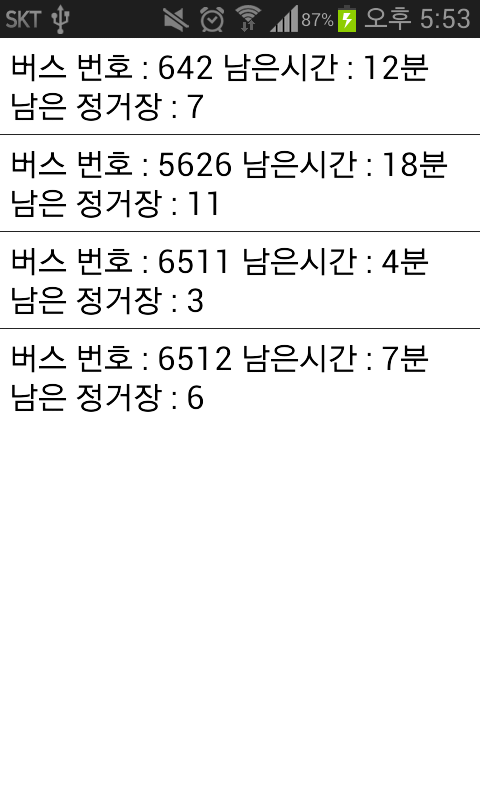 SKT 87% 오후 5:53
버스 번호 : 642 남은시간 : 12분
남은 정거장 : 7
버스 번호 : 5626 남은시간 : 18분
남은 정거장 : 11
버스 번호 : 6511 남은시간 : 4분
남은 정거장 : 3
버스 번호 : 6512 남은시간 : 7분
남은 정거장 : 6